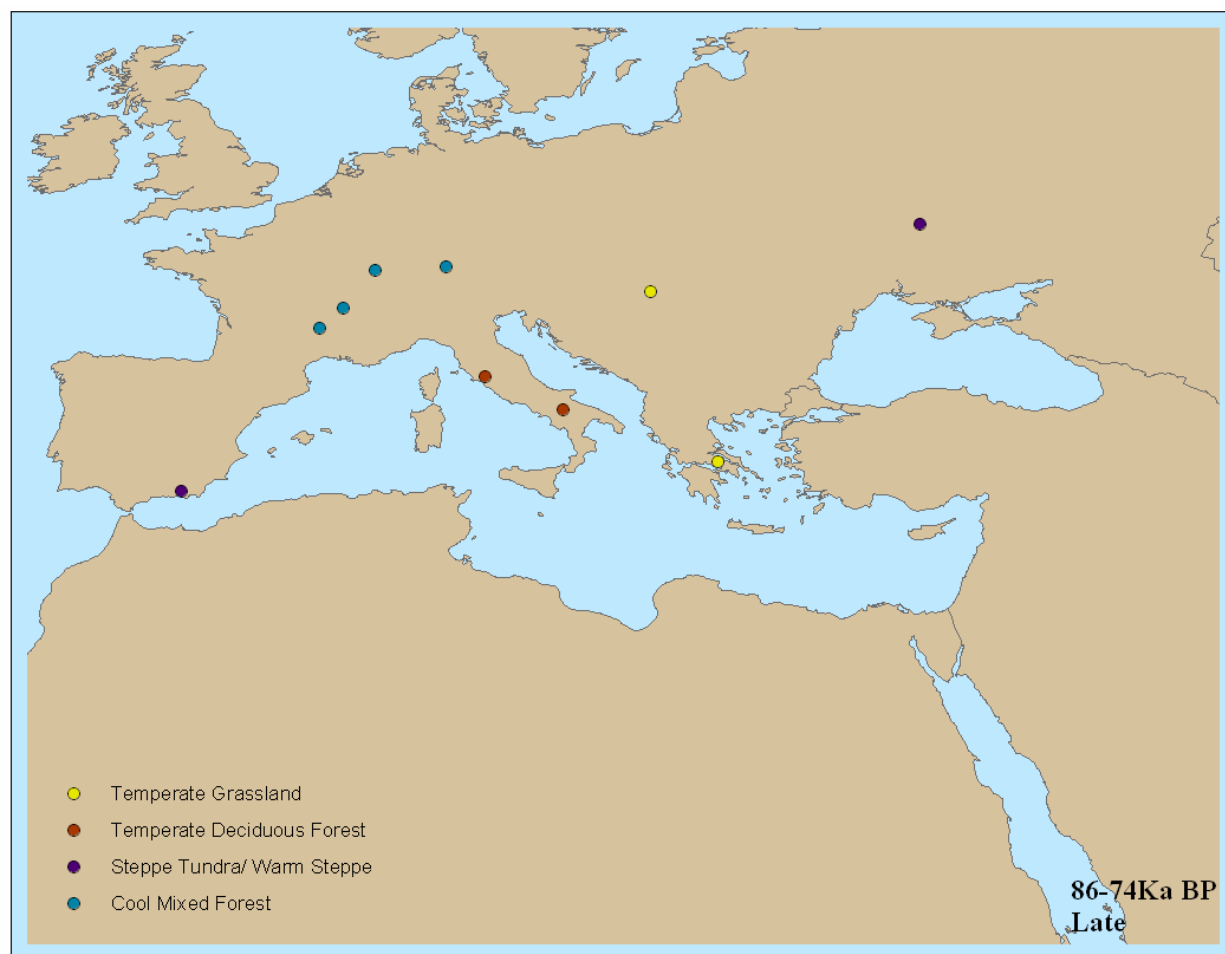 Temperate Grassland
Temperate Deciduous Forest
Steppe Tundra/ Warm Steppe
Cool Mixed Forest
86-74Ka BP
Late